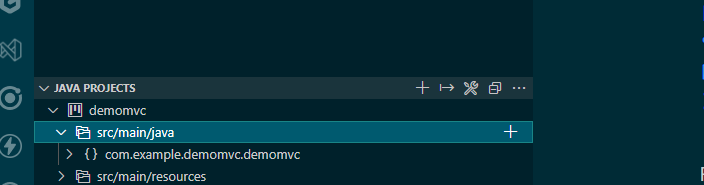 JAVA PROJECTS
demomvc
src/main/java
{} com.example.demomvc.demomvc
src/main/resources